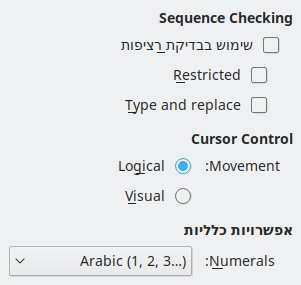 Sequence Checking
שימוש בבדיקת רציפות
Restricted
Type and replace
Cursor Control
Movement:
Logical
Visual
אפשרויות כלליות
Numerals:
Arabic (1, 2, 3...)